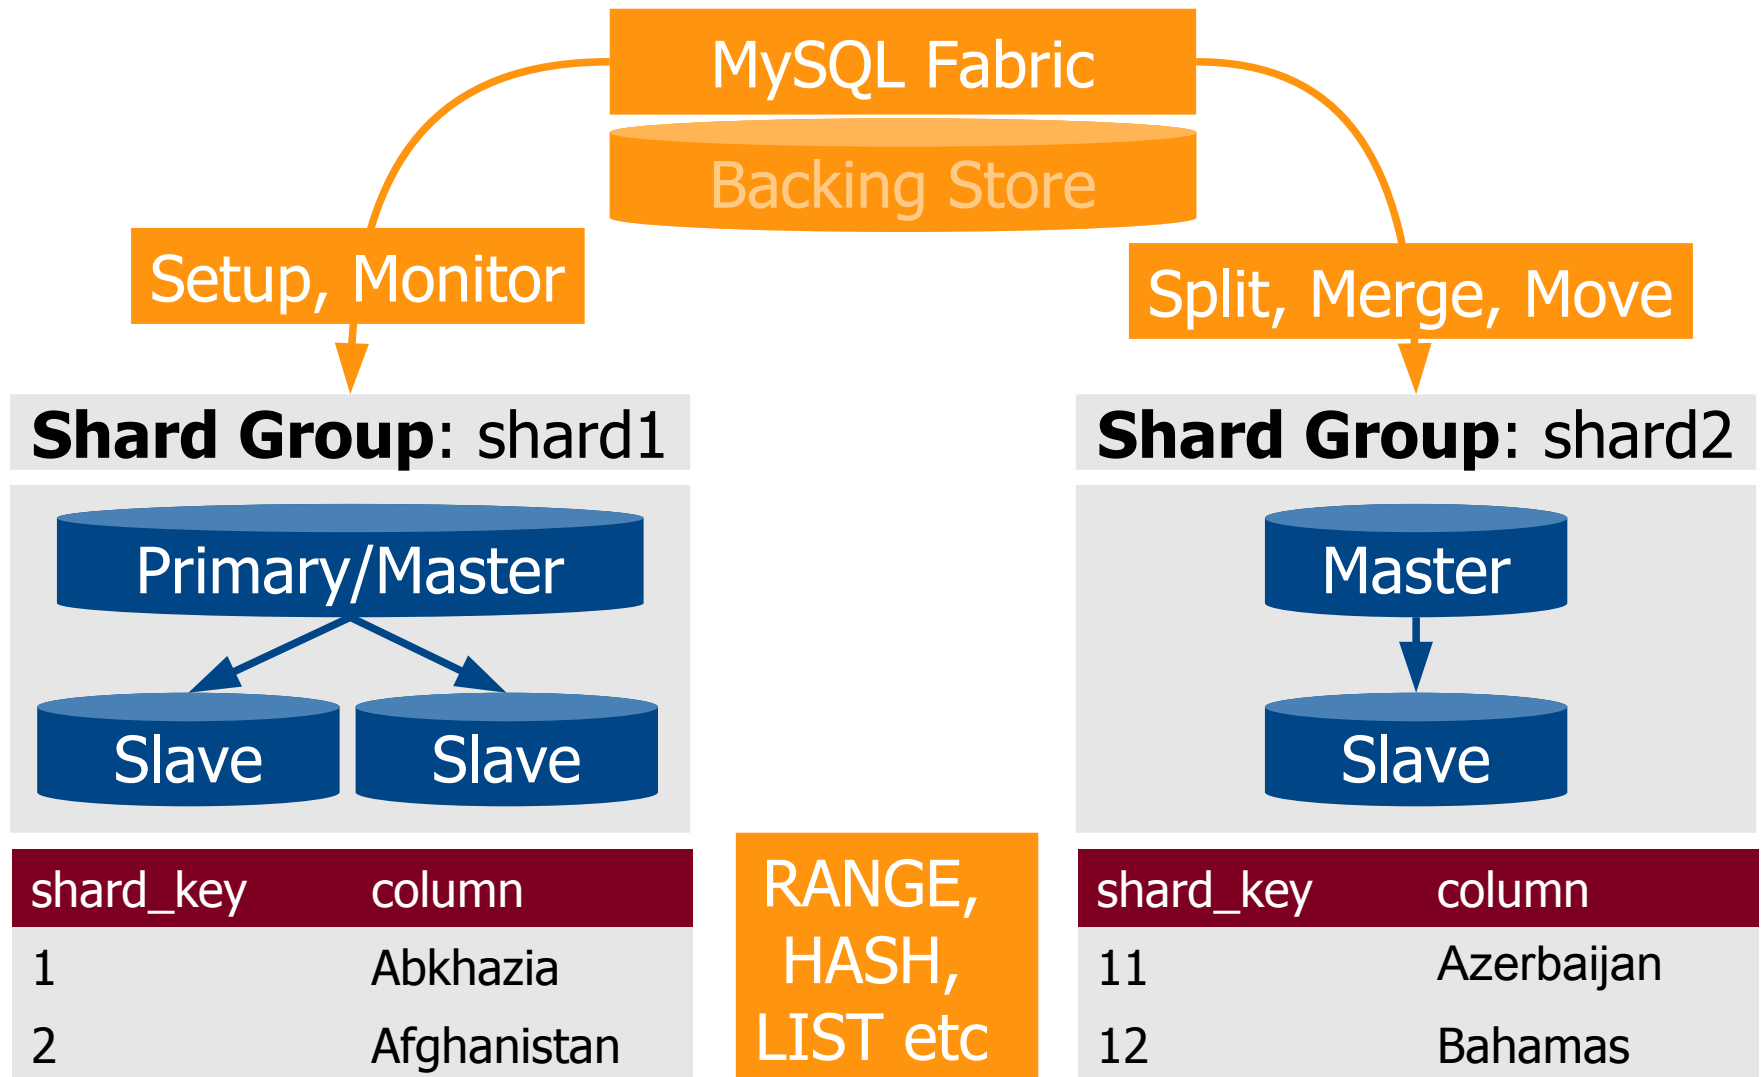 MySQL Fabric
Backing Store
Setup, Monitor
Split, Merge, Move
Shard Group: shard1
Shard Group: shard2
Primary/Master
Slave
Slave
Master
Slave
shard_key column
1 Abkhazia
2 Afghanistan
RANGE,
HASH,
LIST etc
shard_key column
11 Azerbaijan
12 Bahamas